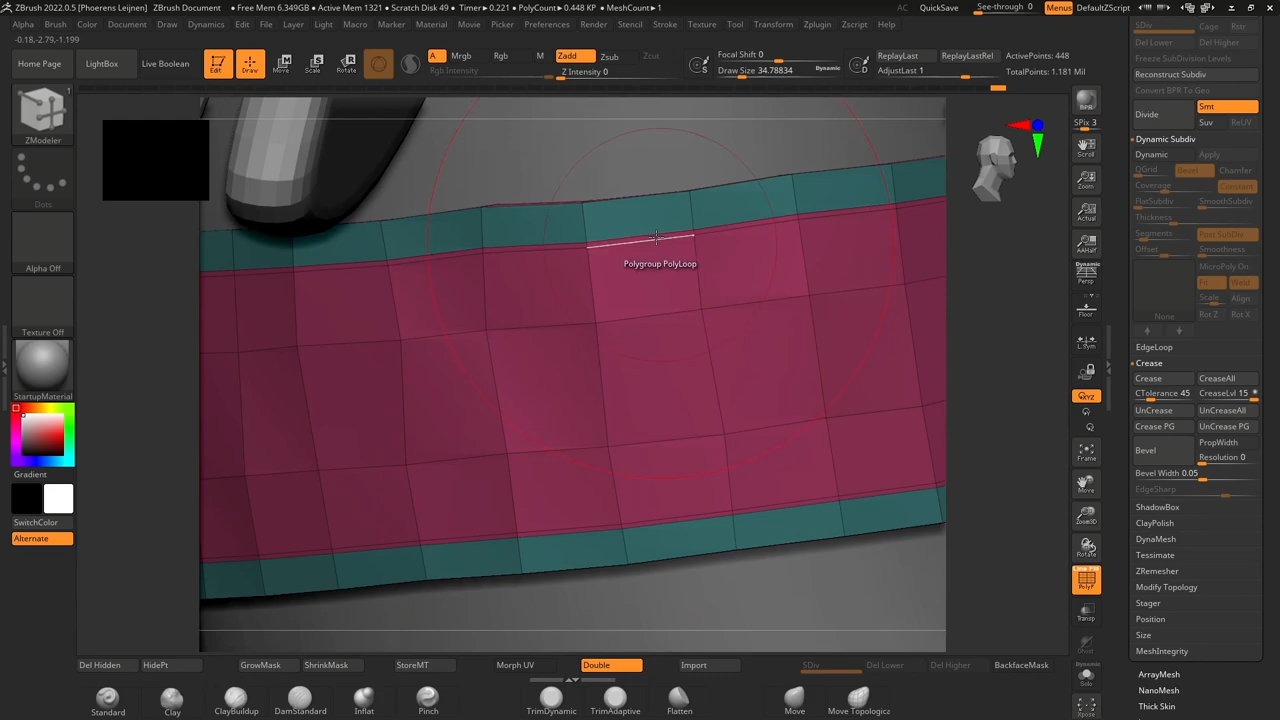 ZBrush 2022.0.5 [Phoerens Leijnen]
ZBrush Document
• Free Mem 6.349GB • Active Mem 1321 • Scratch Disk 49 • Timer▸0.221 • PolyCount▸0.448 KP • MeshCount▸1
AC
QuickSave
See-through 0
Menus
DefaultZScript
Alpha
Brush
Color
Document
Draw
Dynamics
Edit
File
Layer
Light
Macro
Marker
Material
Movie
Picker
Preferences
Render
Stencil
Stroke
Texture
Tool
Transform
Zplugin
Zscript
Help
-0.18,-2.79,-1.199
Home Page
LightBox
Live Boolean
Edit
Draw
Move
Scale
Rotate
A
Mrgb
Rgb
M
Rgb Intensity
Zadd
Zsub
Zcut
Z Intensity 0
S
Focal Shift 0
Draw Size 34.78834
Dynamic
D
ReplayLast
ReplayLastRel
AdjustLast 1
ActivePoints: 448
TotalPoints: 1.181 Mil
1
ZModeler
Dots
Alpha Off
Texture Off
StartupMaterial
Gradient
SwitchColor
Alternate
Polygroup PolyLoop
BPR
SPix 3
Scroll
Zoom
Actual
AAHalf
Dynamic
Persp
Floor
L.Sym
XYZ
Frame
Move
Zoom3D
Rotate
Line Fill
PolyF
Transp
Ghost
Dynamic
Solo
Xpose
SDiv
Cage
Rstr
Del Lower
Del Higher
Freeze SubDivision Levels
Reconstruct Subdiv
Convert BPR To Geo
Divide
Smt
Suv
ReUV
Dynamic Subdiv
Dynamic
Apply
QGrid
Bevel
Chamfer
Coverage
Constant
FlatSubdiv
SmoothSubdiv
Thickness
Segments
Post SubDiv
Offset
Smoothness
MicroPoly On
Fit
Weld
Scale
Align
Rot Z
Rot X
None
EdgeLoop
Crease
Crease
CreaseAll
CTolerance 45
CreaseLvl 15
UnCrease
UnCreaseAll
Crease PG
UnCrease PG
Bevel
PropWidth
Resolution 0
Bevel Width 0.05
EdgeSharp
ShadowBox
ClayPolish
DynaMesh
Tessimate
ZRemesher
Modify Topology
Stager
Position
Size
MeshIntegrity
ArrayMesh
NanoMesh
Thick Skin
Del Hidden
HidePt
GrowMask
ShrinkMask
StoreMT
Morph UV
Double
Import
SDiv
Del Lower
Del Higher
BackfaceMask
Standard
Clay
ClayBuildup
DamStandard
Inflat
Pinch
TrimDynamic
TrimAdaptive
Flatten
Move
Move Topologica